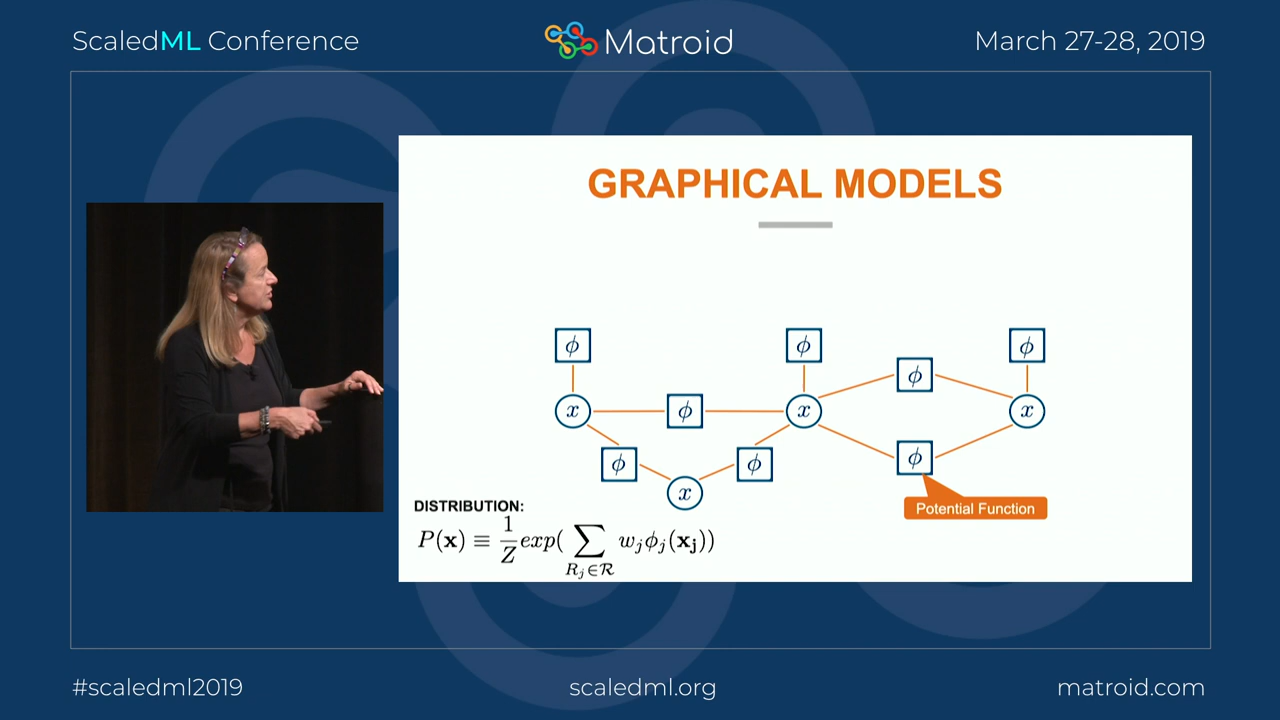 ScaledML Conference
Matroid
March 27-28, 2019
GRAPHICAL MODELS
ϕ ϕ ϕ
ϕ
x ϕ x x
ϕ ϕ ϕ
x
DISTRIBUTION:
Potential Function
P(x) ≡ 1/Z exp( ∑ w_j ϕ_j(x_j))
R_j∈ℛ
#scaledml2019
scaledml.org
matroid.com